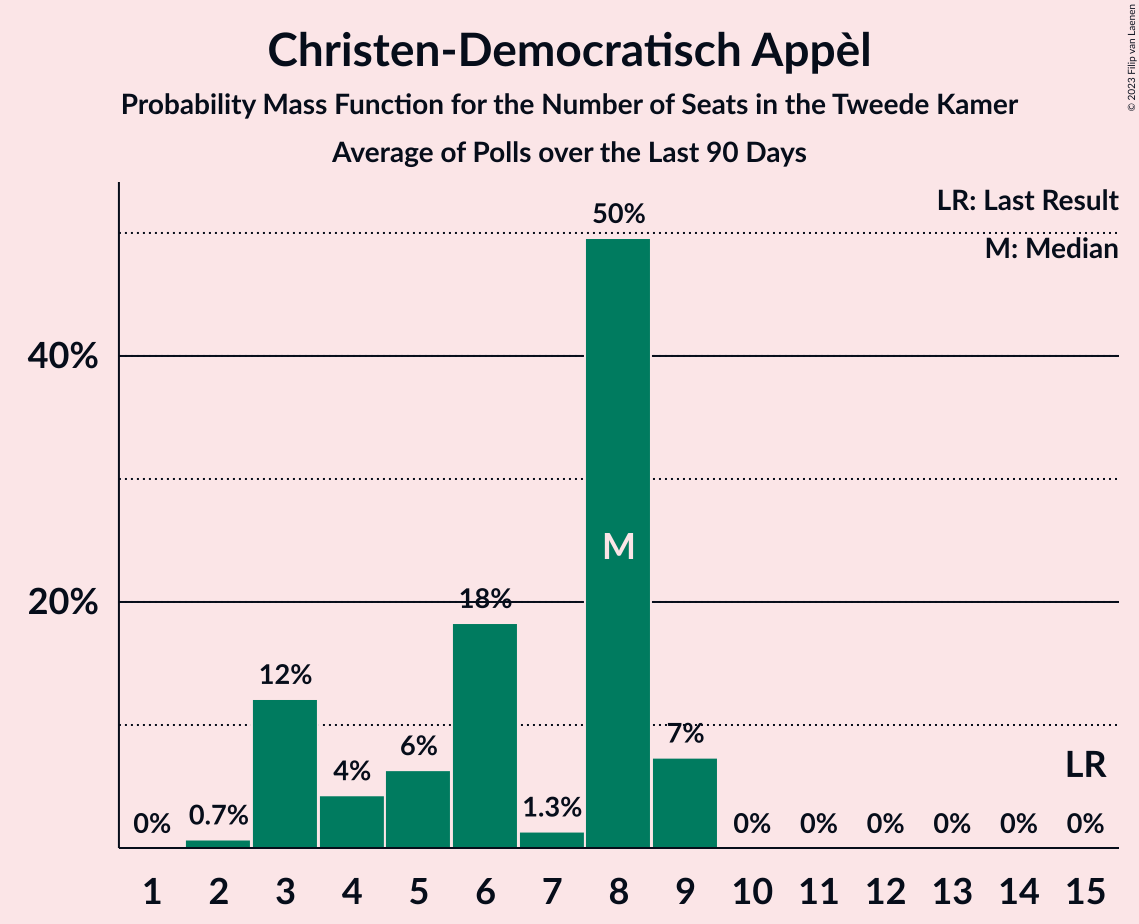 Christen-Democratisch Appèl
Probability Mass Function for the Number of Seats in the Tweede Kamer
Average of Polls over the Last 90 Days
© 2023 Filip van Laenen
LR: Last Result
M: Median
50%
40%
M
20%
18%
12%
7%
6%
4%
LR
1.3%
0.7%
0%
0%
0%
0%
0%
0%
0%
1 2 3 4 5 6 7 8 9 10 11 12 13 14 15